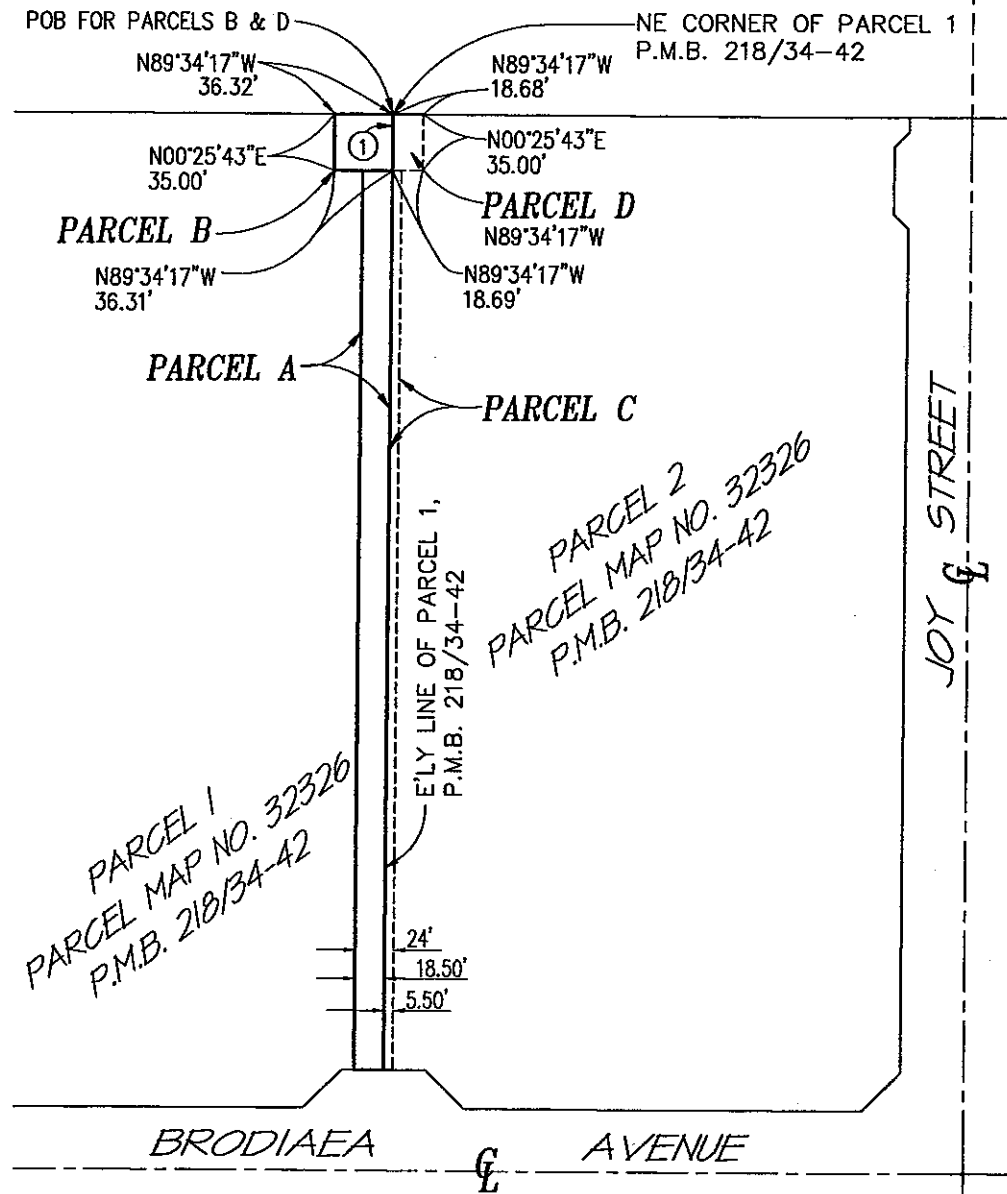 POB FOR PARCELS B & D
NE CORNER OF PARCEL 1
P.M.B. 218/34-42
N89°34'17"W
36.32'
N89°34'17"W
18.68'
1
N00°25'43"E
35.00'
N00°25'43"E
35.00'
PARCEL B
PARCEL D
N89°34'17"W
N89°34'17"W
36.31'
N89°34'17"W
18.69'
PARCEL A
PARCEL C
E'LY LINE OF PARCEL 1,
P.M.B. 218/34-42
PARCEL 2
PARCEL MAP NO. 32326
P.M.B. 218/34-42
JOY STREET
CL
PARCEL 1
PARCEL MAP NO. 32326
P.M.B. 218/34-42
24'
18.50'
5.50'
BRODIAEA AVENUE
CL